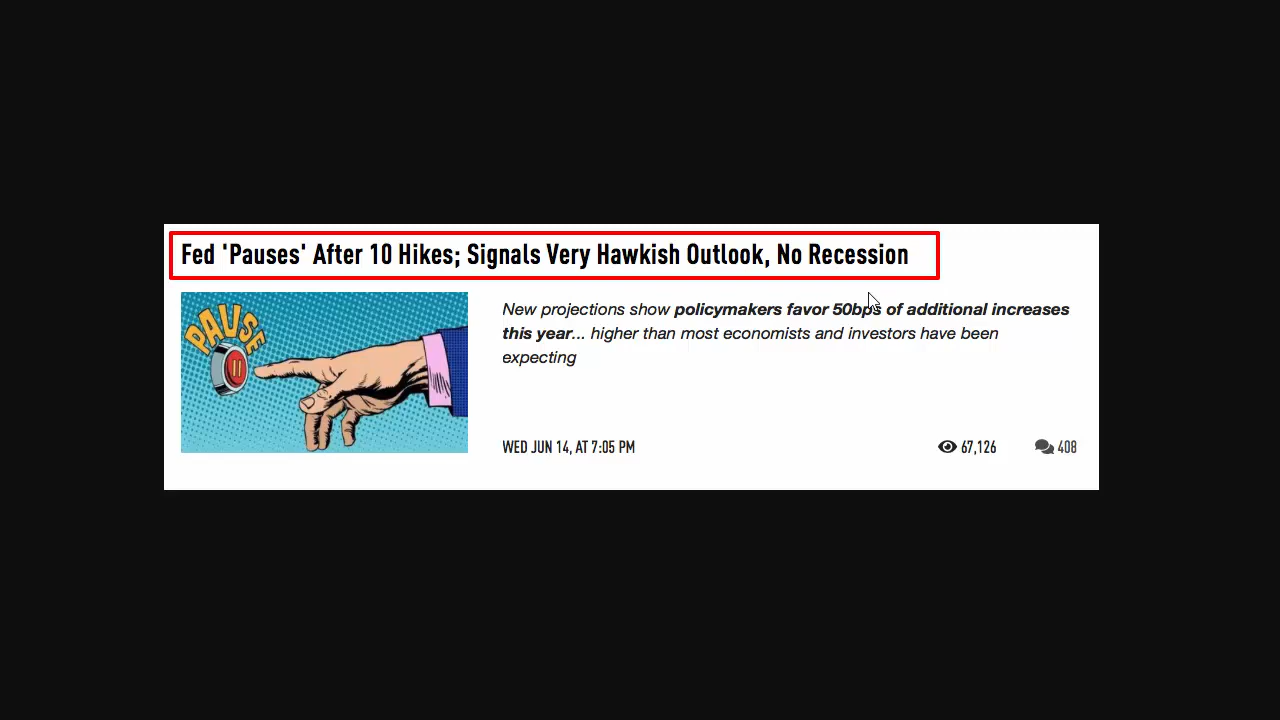 Fed 'Pauses' After 10 Hikes; Signals Very Hawkish Outlook, No Recession
PAUSE
New projections show policymakers favor 50bps of additional increases
this year... higher than most economists and investors have been
expecting
WED JUN 14, AT 7:05 PM
67,126
408